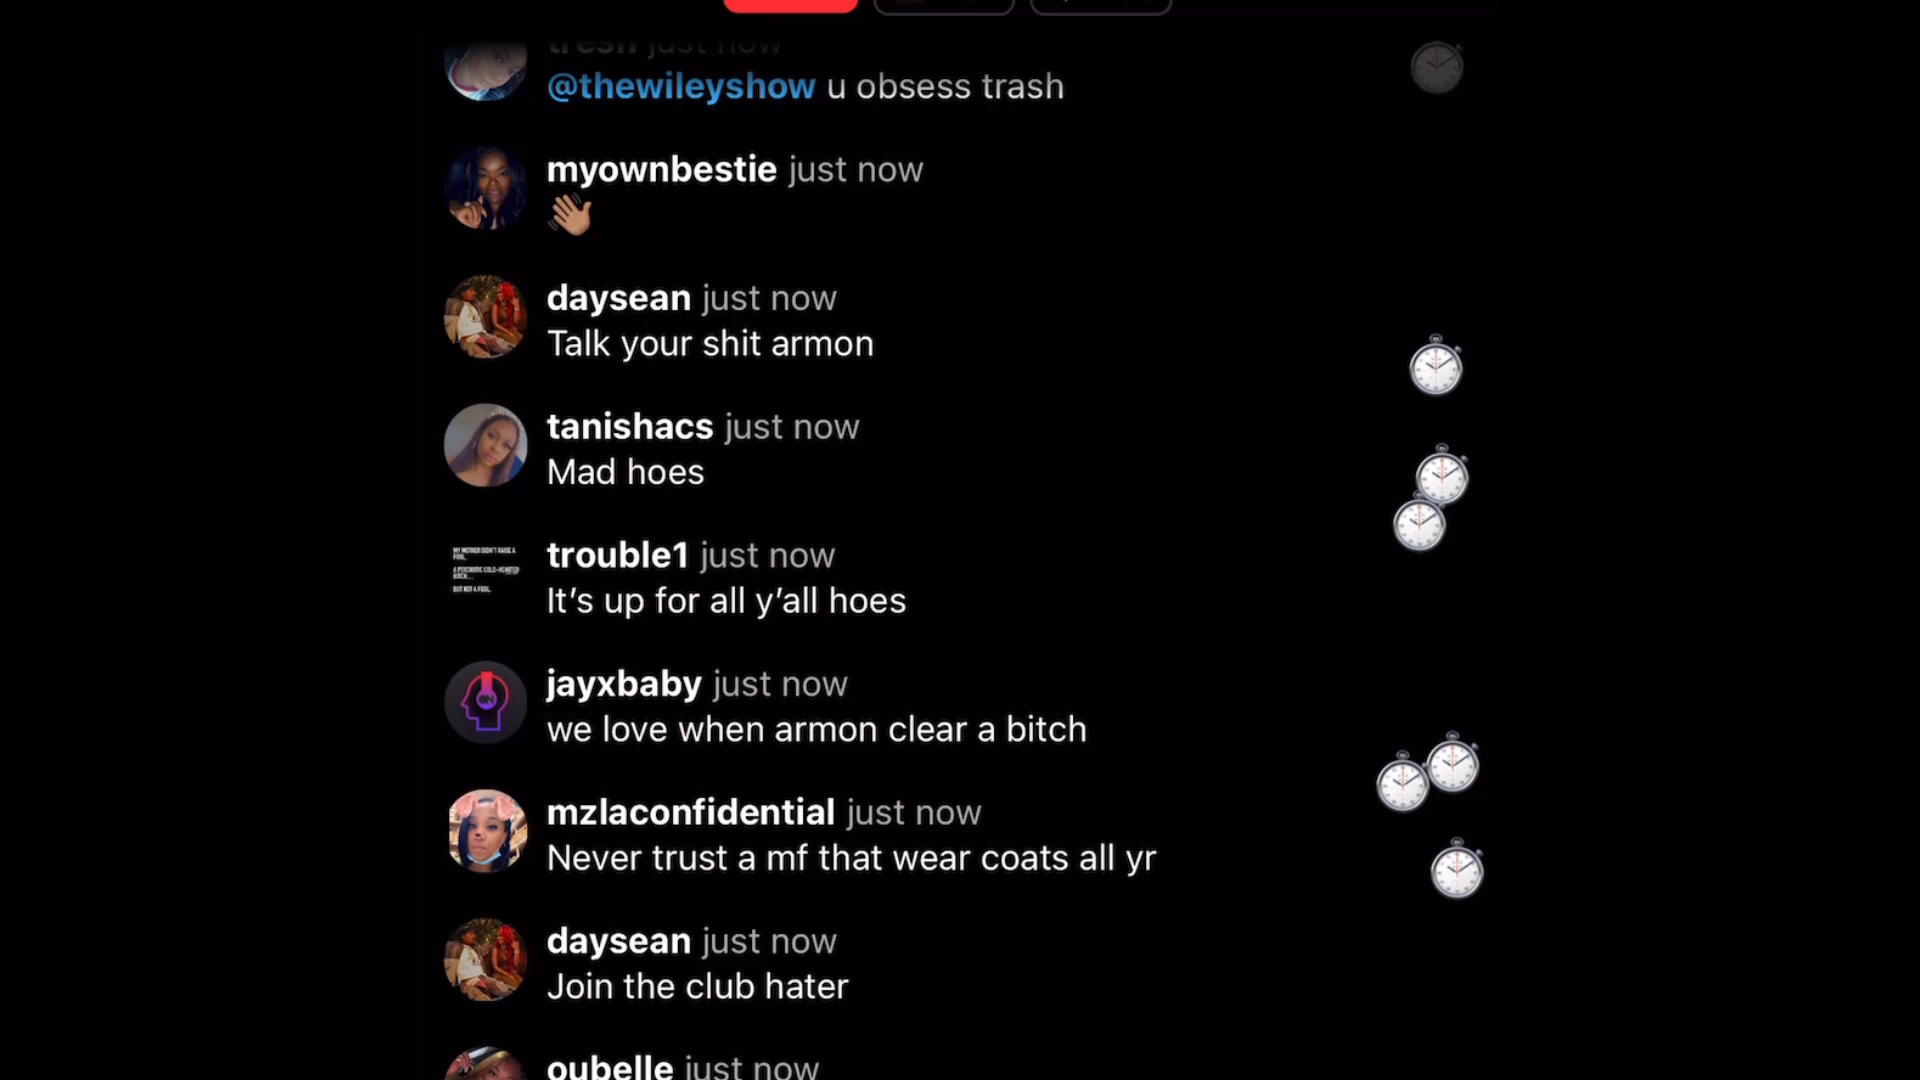 just now
@thewileyshow u obsess trash
myownbestie just now
daysean just now
Talk your shit armon
tanishacs just now
Mad hoes
trouble1 just now
It’s up for all y’all hoes
jayxbaby just now
we love when armon clear a bitch
mzlaconfidential just now
Never trust a mf that wear coats all yr
daysean just now
Join the club hater
oubelle just now